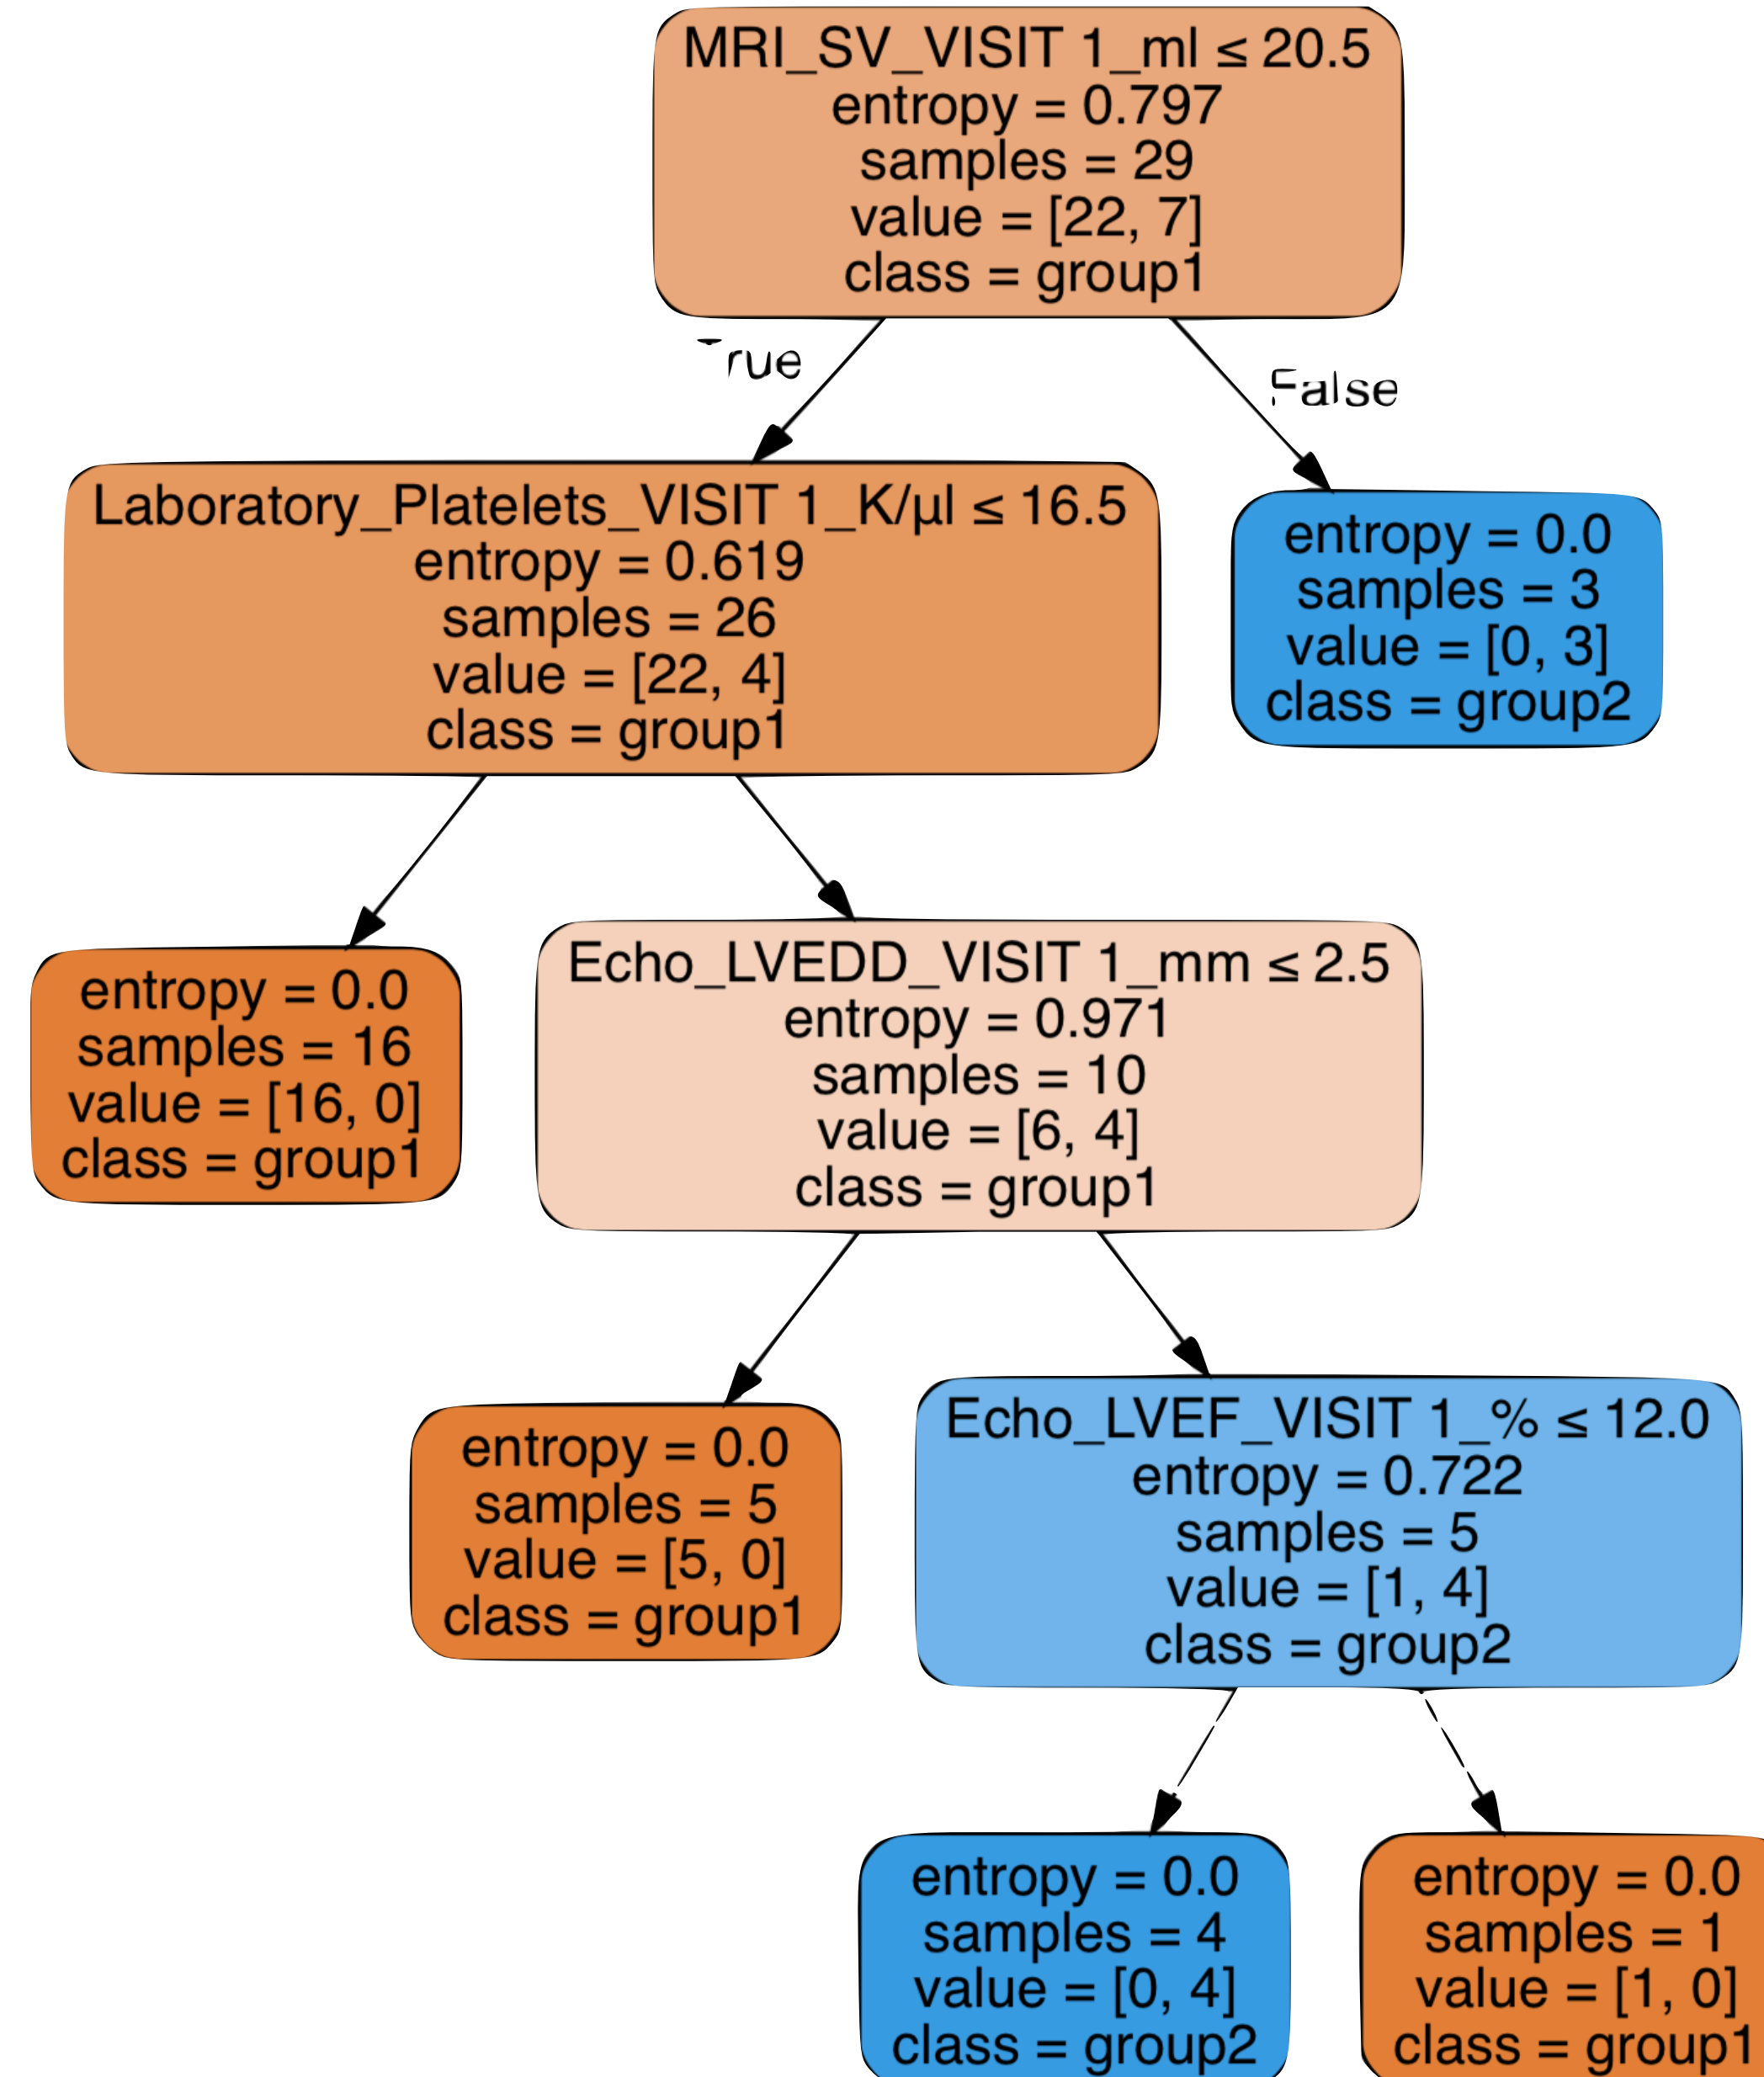 MRI_SV_VISIT 1_ml ≤ 20.5
entropy = 0.797
samples = 29
value = [22, 7]
class = group1
True
False
Laboratory_Platelets_VISIT 1_K/µl ≤ 16.5
entropy = 0.619
samples = 26
value = [22, 4]
class = group1
entropy = 0.0
samples = 3
value = [0, 3]
class = group2
entropy = 0.0
samples = 16
value = [16, 0]
class = group1
Echo_LVEDD_VISIT 1_mm ≤ 2.5
entropy = 0.971
samples = 10
value = [6, 4]
class = group1
entropy = 0.0
samples = 5
value = [5, 0]
class = group1
Echo_LVEF_VISIT 1_% ≤ 12.0
entropy = 0.722
samples = 5
value = [1, 4]
class = group2
entropy = 0.0
samples = 4
value = [0, 4]
class = group2
entropy = 0.0
samples = 1
value = [1, 0]
class = group1